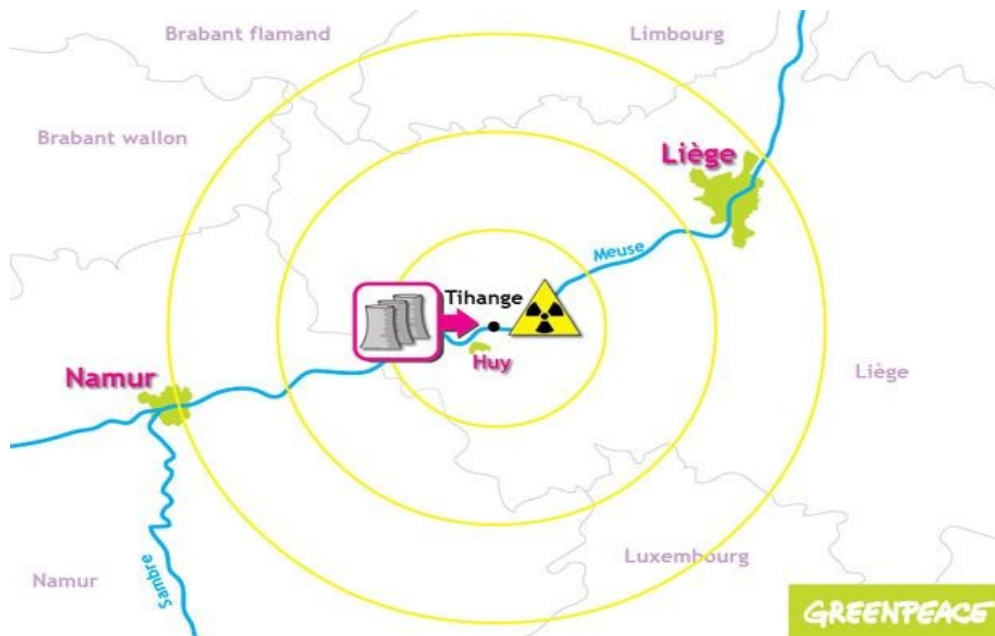 Brabant flamand
Limbourg
Brabant wallon
Liège
Meuse
Tihange
Huy
Namur
Liège
Sambre
Luxembourg
Namur
GREENPEACE